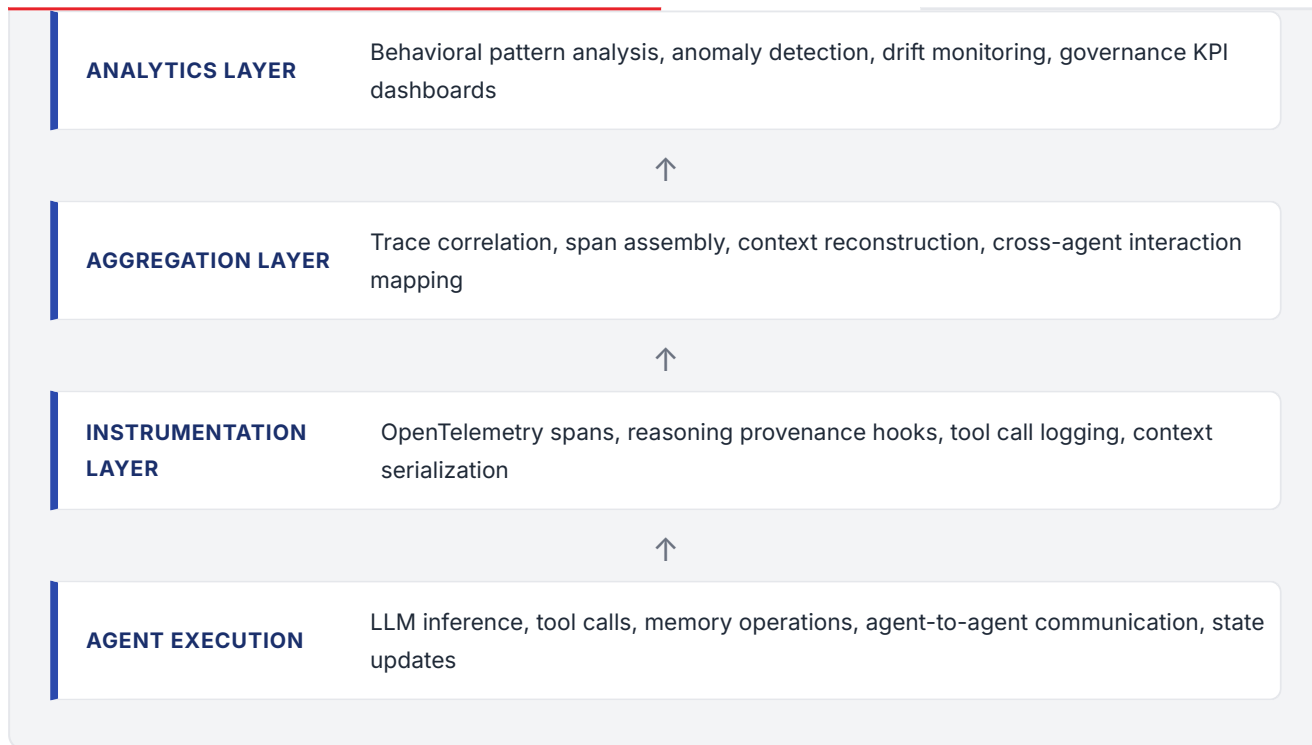 ANALYTICS LAYER
Behavioral pattern analysis, anomaly detection, drift monitoring, governance KPI
dashboards
↑
AGGREGATION LAYER
Trace correlation, span assembly, context reconstruction, cross-agent interaction
mapping
↑
INSTRUMENTATION
LAYER
OpenTelemetry spans, reasoning provenance hooks, tool call logging, context
serialization
↑
AGENT EXECUTION
LLM inference, tool calls, memory operations, agent-to-agent communication, state
updates